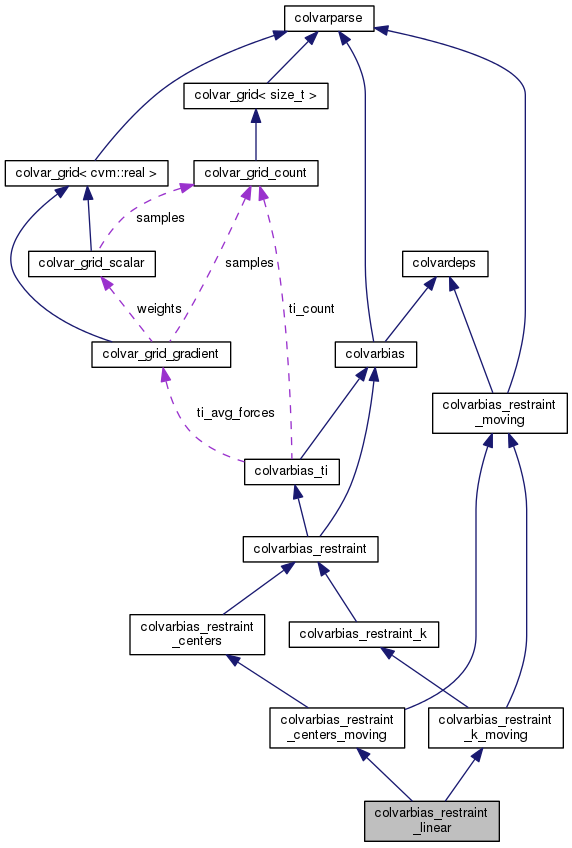 colvarparse
colvar_grid< size_t >
colvar_grid< cvm::real >
colvar_grid_count
samples
colvar_grid_scalar
samples
colvardeps
weights
ti_count
colvar_grid_gradient
colvarbias
colvarbias_restraint
_moving
ti_avg_forces
colvarbias_ti
colvarbias_restraint
colvarbias_restraint
_centers
colvarbias_restraint_k
colvarbias_restraint
_centers_moving
colvarbias_restraint
_k_moving
colvarbias_restraint
_linear